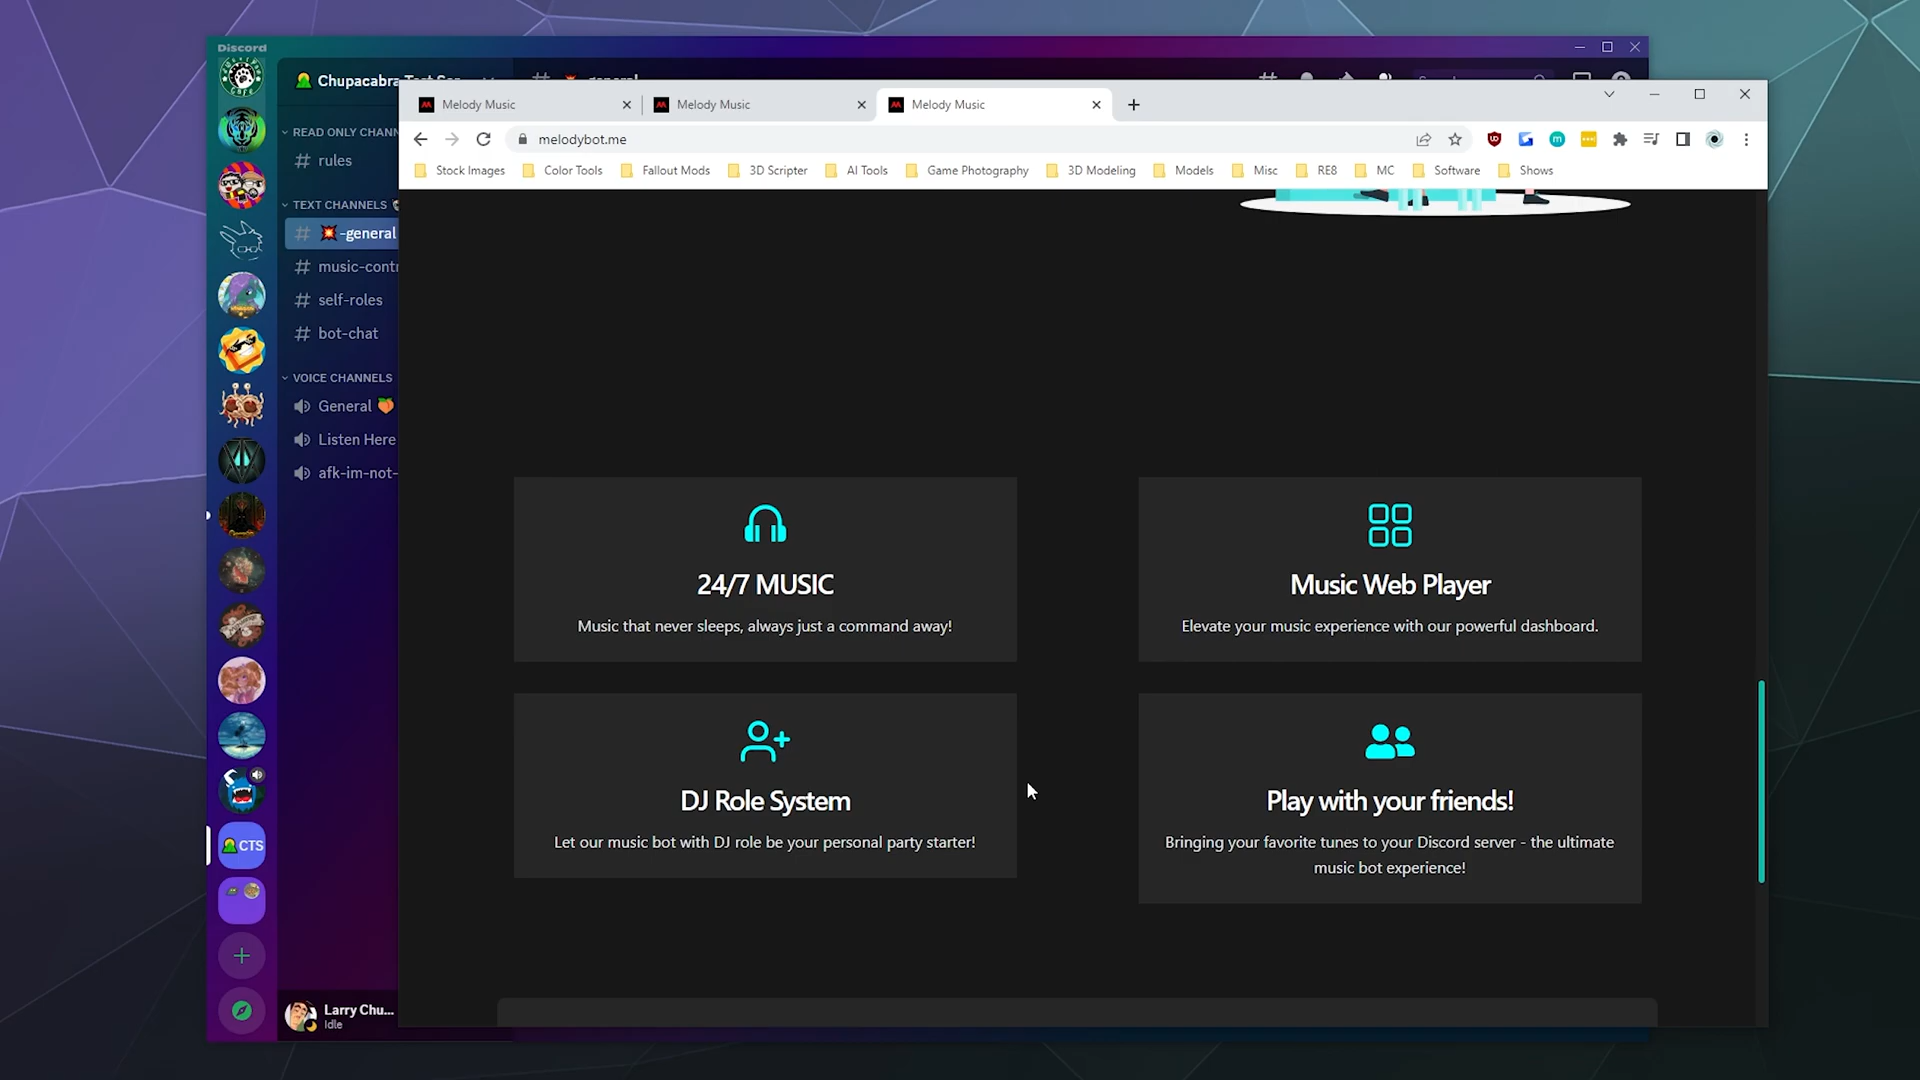 Discord
Chupacabra
general
READ ONLY CHANN
rules
TEXT CHANNELS
-general
music-contr
self-roles
bot-chat
VOICE CHANNELS
General
Listen Here
afk-im-not-
CTS
Larry Chu...
Idle
Melody Music
Melody Music
Melody Music
melodybot.me
Stock Images
Color Tools
Fallout Mods
3D Scripter
AI Tools
Game Photography
3D Modeling
Models
Misc
RE8
MC
Software
Shows
24/7 MUSIC
Music that never sleeps, always just a command away!
Music Web Player
Elevate your music experience with our powerful dashboard.
DJ Role System
Let our music bot with DJ role be your personal party starter!
Play with your friends!
Bringing your favorite tunes to your Discord server - the ultimate
music bot experience!